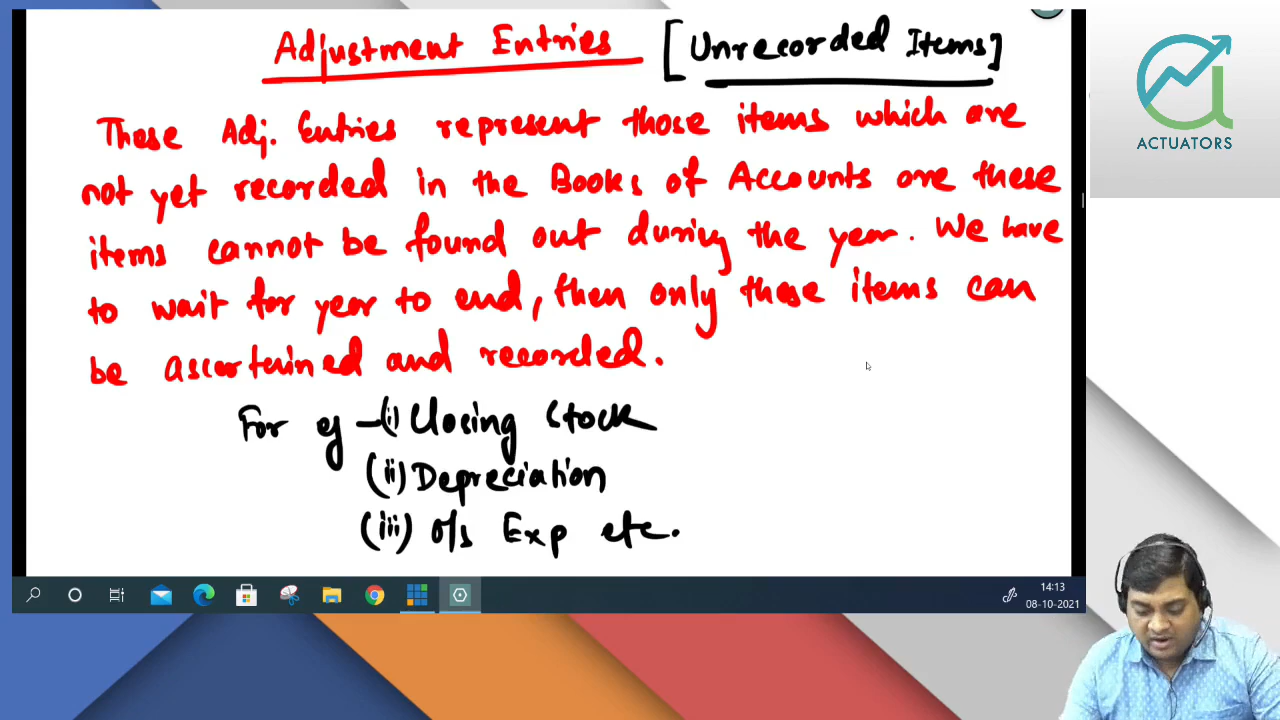 Adjustment Entries [Unrecorded Items]
These Adj. Entries represent those items which are
not yet recorded in the Books of Accounts are these
items cannot be found out during the year. We have
to wait for year to end, then only these items can
be ascertained and recorded.
For eg - (i) Closing Stock
(ii) Depreciation
(iii) o/s Exp etc.
ACTUATORS
14:13
08-10-2021